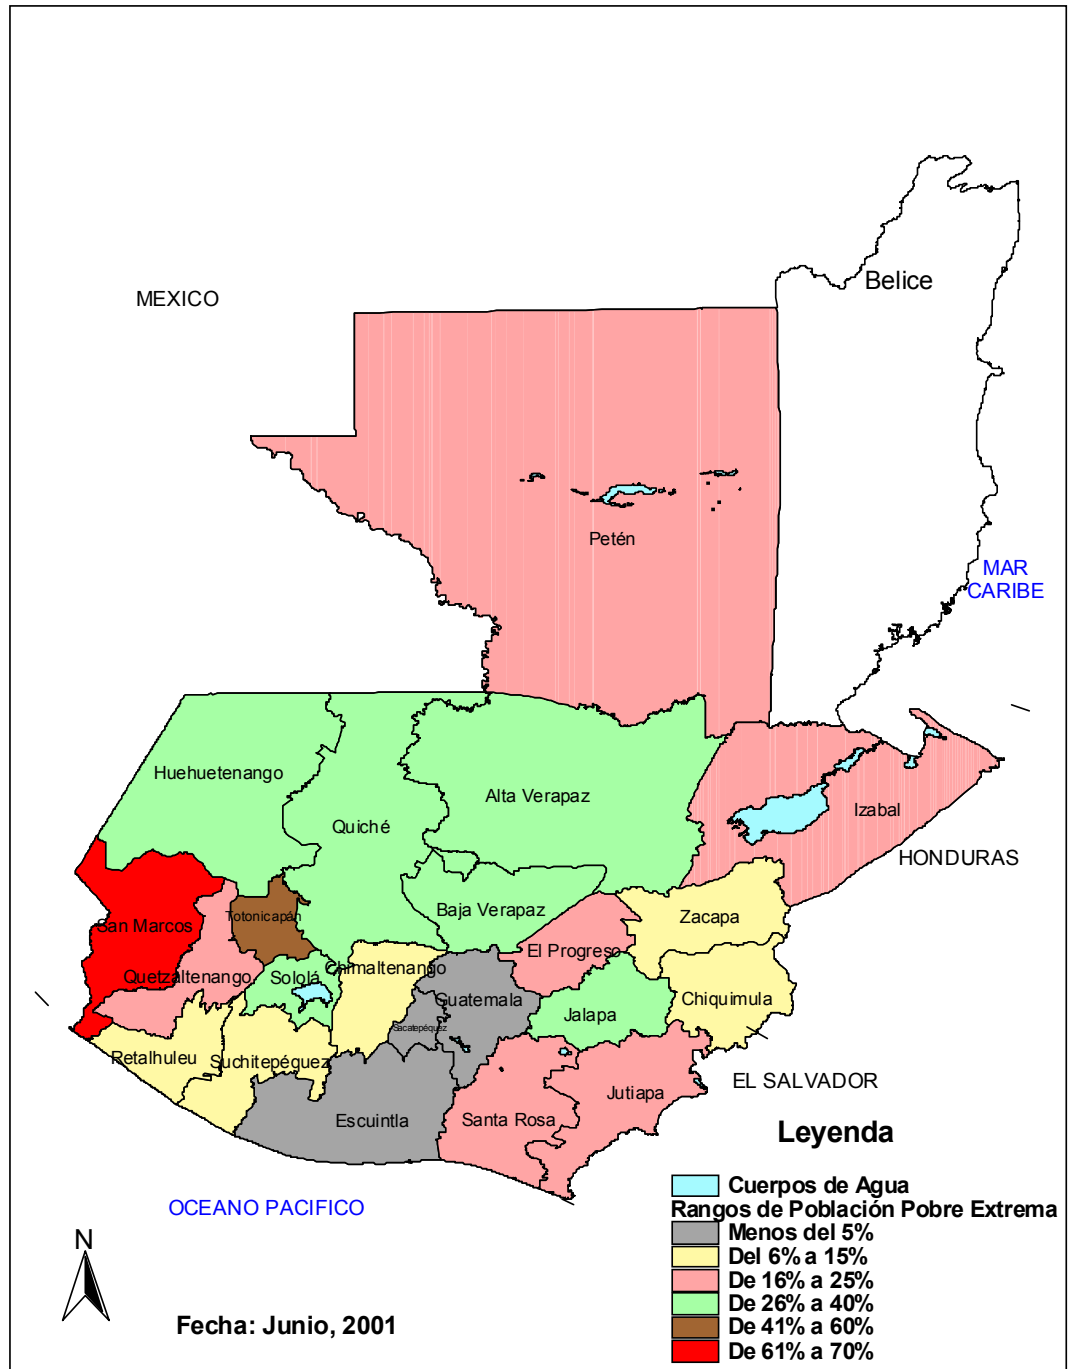 MEXICO
Belice
Petén
MAR
CARIBE
Huehuetenango
Alta Verapaz
Quiché
Izabal
HONDURAS
San Marcos
Totonicapán
Baja Verapaz
Zacapa
El Progreso
Quetzaltenango
Sololá
Chimaltenango
Guatemala
Chiquimula
Jalapa
Sacatepéquez
Retalhuleu
Suchitepéquez
EL SALVADOR
Jutiapa
Escuintla
Santa Rosa
Leyenda
Cuerpos de Agua
Rangos de Población Pobre Extrema
Menos del 5%
Del 6% a 15%
De 16% a 25%
De 26% a 40%
De 41% a 60%
De 61% a 70%
OCEANO PACIFICO
N
Fecha: Junio, 2001